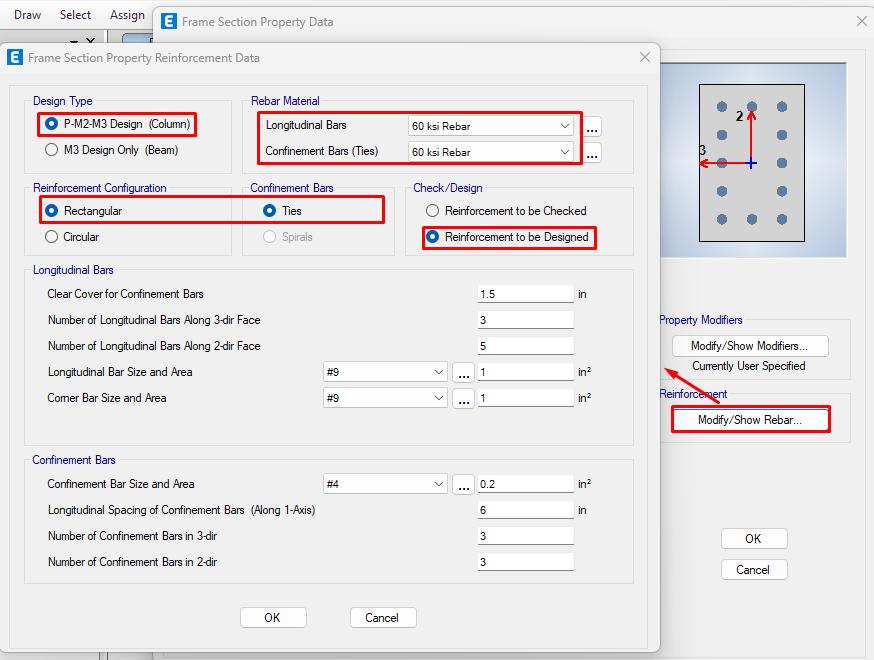 Draw Select Assign
E Frame Section Property Data
E Frame Section Property Reinforcement Data
Design Type
P-M2-M3 Design (Column)
M3 Design Only (Beam)
Rebar Material
Longitudinal Bars 60 ksi Rebar ...
Confinement Bars (Ties) 60 ksi Rebar ...
Reinforcement Configuration
Rectangular
Circular
Confinement Bars
Ties
Spirals
Check/Design
Reinforcement to be Checked
Reinforcement to be Designed
Longitudinal Bars
Clear Cover for Confinement Bars 1.5 in
Number of Longitudinal Bars Along 3-dir Face 3
Number of Longitudinal Bars Along 2-dir Face 5
Longitudinal Bar Size and Area #9 ... 1 in²
Corner Bar Size and Area #9 ... 1 in²
Confinement Bars
Confinement Bar Size and Area #4 ... 0.2 in²
Longitudinal Spacing of Confinement Bars (Along 1-Axis) 6 in
Number of Confinement Bars in 3-dir 3
Number of Confinement Bars in 2-dir 3
OK Cancel
2
3
Property Modifiers
Modify/Show Modifiers...
Currently User Specified
Reinforcement
Modify/Show Rebar...
OK
Cancel